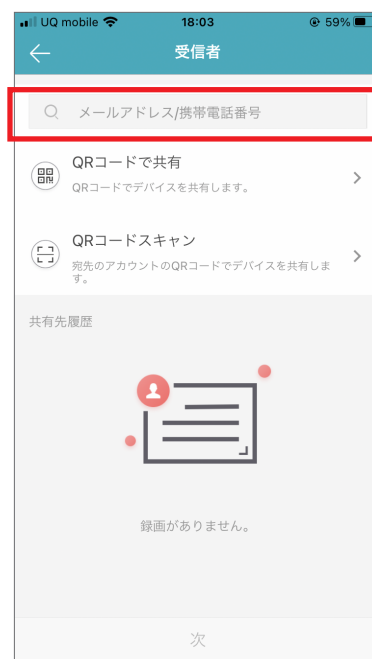 UQ mobile 18:03 59%
受信者
メールアドレス/携帯電話番号
QRコードで共有
QRコードでデバイスを共有します。
QRコードスキャン
宛先のアカウントのQRコードでデバイスを共有しま
す。
共有先履歴
録画がありません。
次